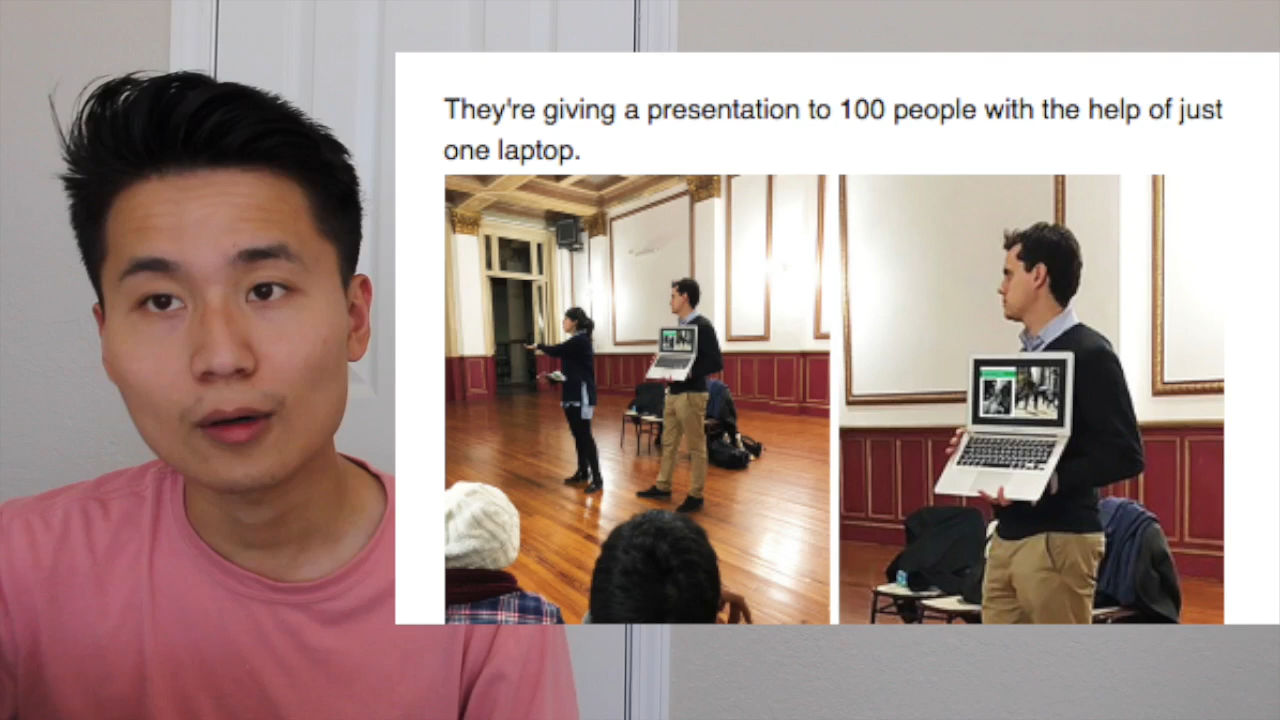 They're giving a presentation to 100 people with the help of just
one laptop.